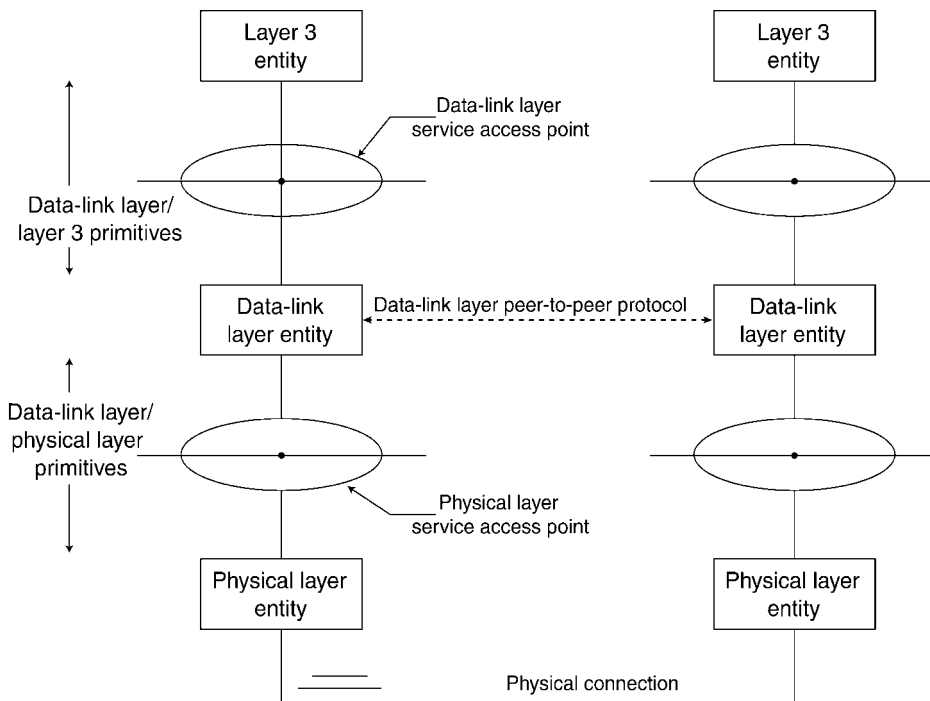 Layer 3
entity
Layer 3
entity
Data-link layer
service access point
Data-link layer/
layer 3 primitives
Data-link
layer entity
Data-link layer peer-to-peer protocol
Data-link
layer entity
Data-link layer/
physical layer
primitives
Physical layer
service access point
Physical layer
entity
Physical layer
entity
Physical connection